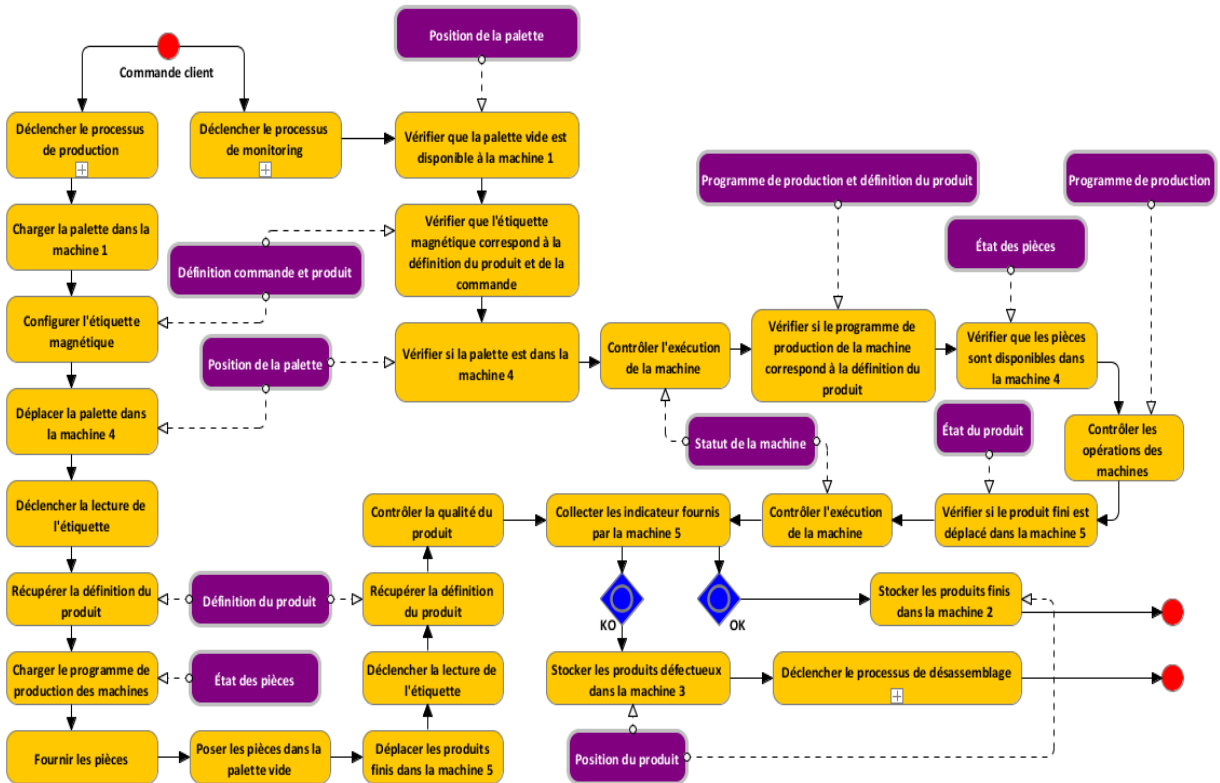 Position de la palette
Commande client
Déclencher le processus
de production
Déclencher le processus
de monitoring
Vérifier que la palette vide est
disponible à la machine 1
Programme de production et définition du produit
Programme de production
Charger la palette dans la
machine 1
Vérifier que l'étiquette
magnétique correspond à la
définition du produit et de la
commande
Définition commande et produit
État des pièces
Configurer l'étiquette
magnétique
Position de la palette
Vérifier si la palette est dans la
machine 4
Contrôler l'exécution
de la machine
Vérifier si le programme de
production de la machine
correspond à la définition du
produit
Vérifier que les pièces
sont disponibles dans
la machine 4
Déplacer la palette dans
la machine 4
Statut de la machine
État du produit
Contrôler les
opérations des
machines
Déclencher la lecture de
l'étiquette
Contrôler la qualité du
produit
Collecter les indicateur fournis
par la machine 5
Contrôler l'exécution
de la machine
Vérifier si le produit fini est
déplacé dans la machine 5
Récupérer la définition du
produit
Définition du produit
Récupérer la définition
du produit
KO
OK
Stocker les produits finis
dans la machine 2
Charger le programme de
production des machines
État des pièces
Déclencher la lecture de
l'étiquette
Stocker les produits défectueux
dans la machine 3
Déclencher le processus de désassemblage
Fournir les pièces
Poser les pièces dans la
palette vide
Déplacer les produits
finis dans la machine 5
Position du produit